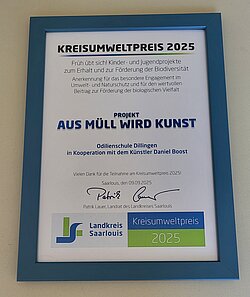 KREISUMWELTPREIS 2025
Früh übt sich! Kinder- und Jugendprojekte
zum Erhalt und zur Förderung der Biodiversität
Anerkennung für das besondere Engagement im
Umwelt- und Naturschutz und für den wertvollen
Beitrag zur Förderung der biologischen Vielfalt
PROJEKT
AUS MÜLL WIRD KUNST
Odilienschule Dillingen
in Kooperation mit dem Künstler Daniel Boost
Vielen Dank für die Teilnahme am Kreisumweltpreis 2025!
Saarlouis, den 09.09.2025
Patrik Lauer, Landrat des Landkreises Saarlouis
Landkreis
Saarlouis
Kreisumweltpreis
2025